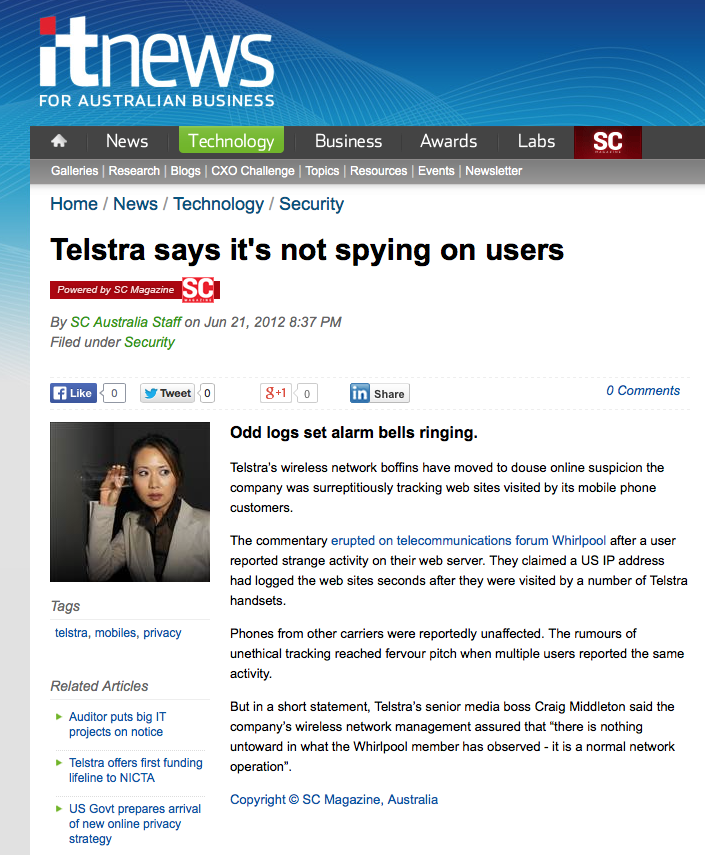 itnews
FOR AUSTRALIAN BUSINESS
News Technology Business Awards Labs SC MAGAZINE
Galleries | Research | Blogs | CXO Challenge | Topics | Resources | Events | Newsletter
Home / News / Technology / Security
Telstra says it's not spying on users
Powered by SC Magazine SC MAGAZINE
By SC Australia Staff on Jun 21, 2012 8:37 PM
Filed under Security
Like 0 Tweet 0 g+1 0 in Share 0 Comments
Odd logs set alarm bells ringing.
Telstra's wireless network boffins have moved to douse online suspicion the
company was surreptitiously tracking web sites visited by its mobile phone
customers.
The commentary erupted on telecommunications forum Whirlpool after a user
reported strange activity on their web server. They claimed a US IP address
had logged the web sites seconds after they were visited by a number of Telstra
handsets.
Phones from other carriers were reportedly unaffected. The rumours of
unethical tracking reached fervour pitch when multiple users reported the same
activity.
But in a short statement, Telstra's senior media boss Craig Middleton said the
company's wireless network management assured that “there is nothing
untoward in what the Whirlpool member has observed - it is a normal network
operation”.
Copyright © SC Magazine, Australia
Tags
telstra, mobiles, privacy
Related Articles
Auditor puts big IT
projects on notice
Telstra offers first funding
lifeline to NICTA
US Govt prepares arrival
of new online privacy
strategy